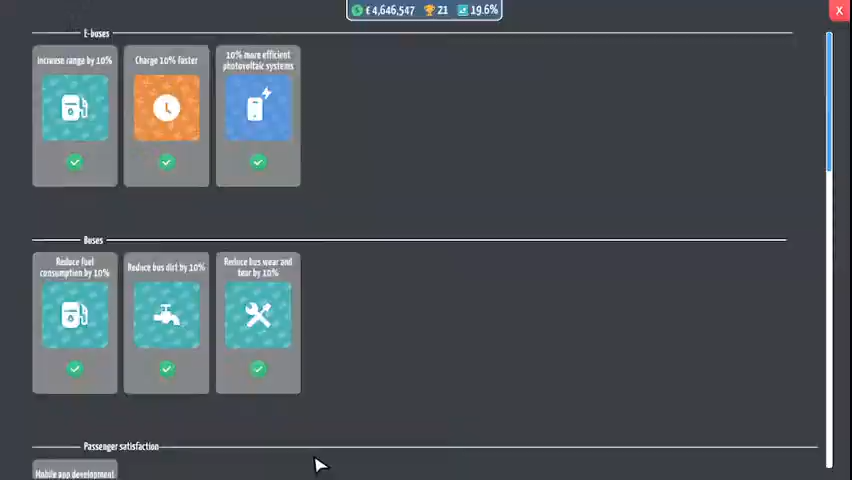 € 4,646,547 21 19.6%
X
E-buses
Increase range by 10%
Charge 10% faster
10% more efficient
photovoltaic systems
Buses
Reduce fuel
consumption by 10%
Reduce bus dirt by 10%
Reduce bus wear and
tear by 10%
Passenger satisfaction
Mobile app development